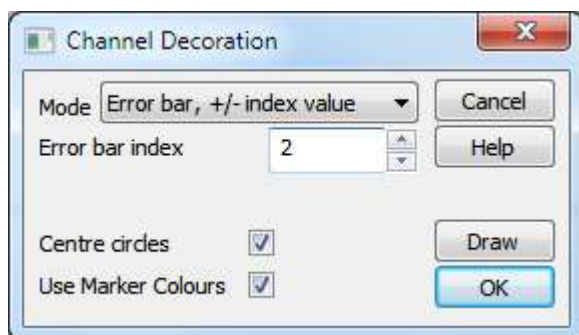 Channel Decoration
Mode Error bar, +/- index value Cancel
Error bar index 2 Help
Centre circles Draw
Use Marker Colours OK